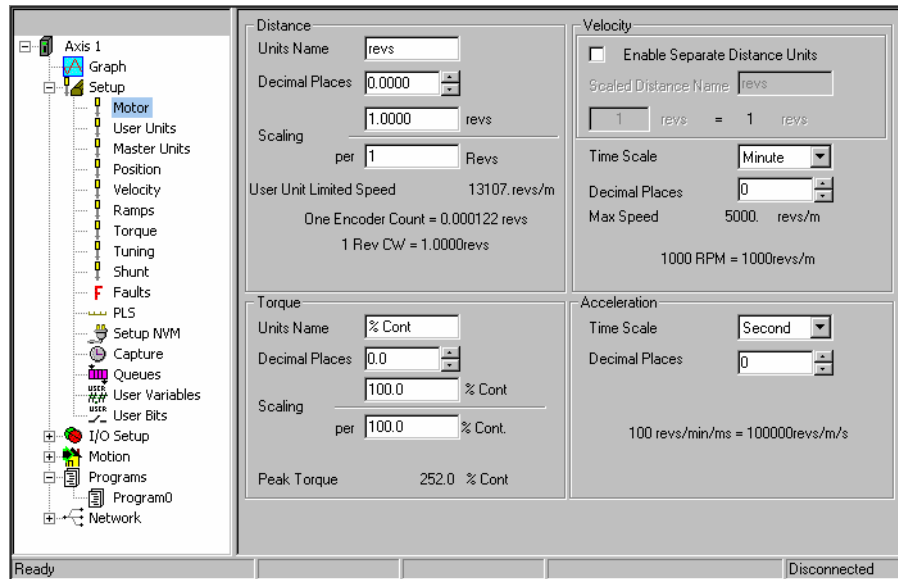 Axis 1
Graph
Setup
Motor
User Units
Master Units
Position
Velocity
Ramps
Torque
Tuning
Shunt
F Faults
PLS
Setup NVM
Capture
Queues
USER ##.## User Variables
USER User Bits
I/O Setup
Motion
Programs
Program0
Network
Distance
Units Name revs
Decimal Places 0.0000
Scaling
1.0000 revs
per 1 Revs
User Unit Limited Speed 13107. revs/m
One Encoder Count = 0.000122 revs
1 Rev CW = 1.0000revs
Velocity
Enable Separate Distance Units
Scaled Distance Name revs
1 revs = 1 revs
Time Scale Minute
Decimal Places 0
Max Speed 5000. revs/m
1000 RPM = 1000revs/m
Torque
Units Name % Cont
Decimal Places 0.0
Scaling
100.0 % Cont
per 100.0 % Cont.
Peak Torque 252.0 % Cont
Acceleration
Time Scale Second
Decimal Places 0
100 revs/min/ms = 100000revs/m/s
Ready
Disconnected